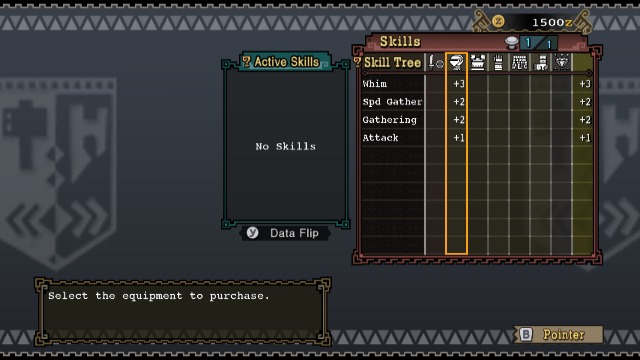 1500z
Skills
1/1
? Active Skills
? Skill Tree
No Skills
Whim +3 +3
Spd Gather +2 +2
Gathering +2 +2
Attack +1 +1
Y Data Flip
Select the equipment to purchase.
B Pointer